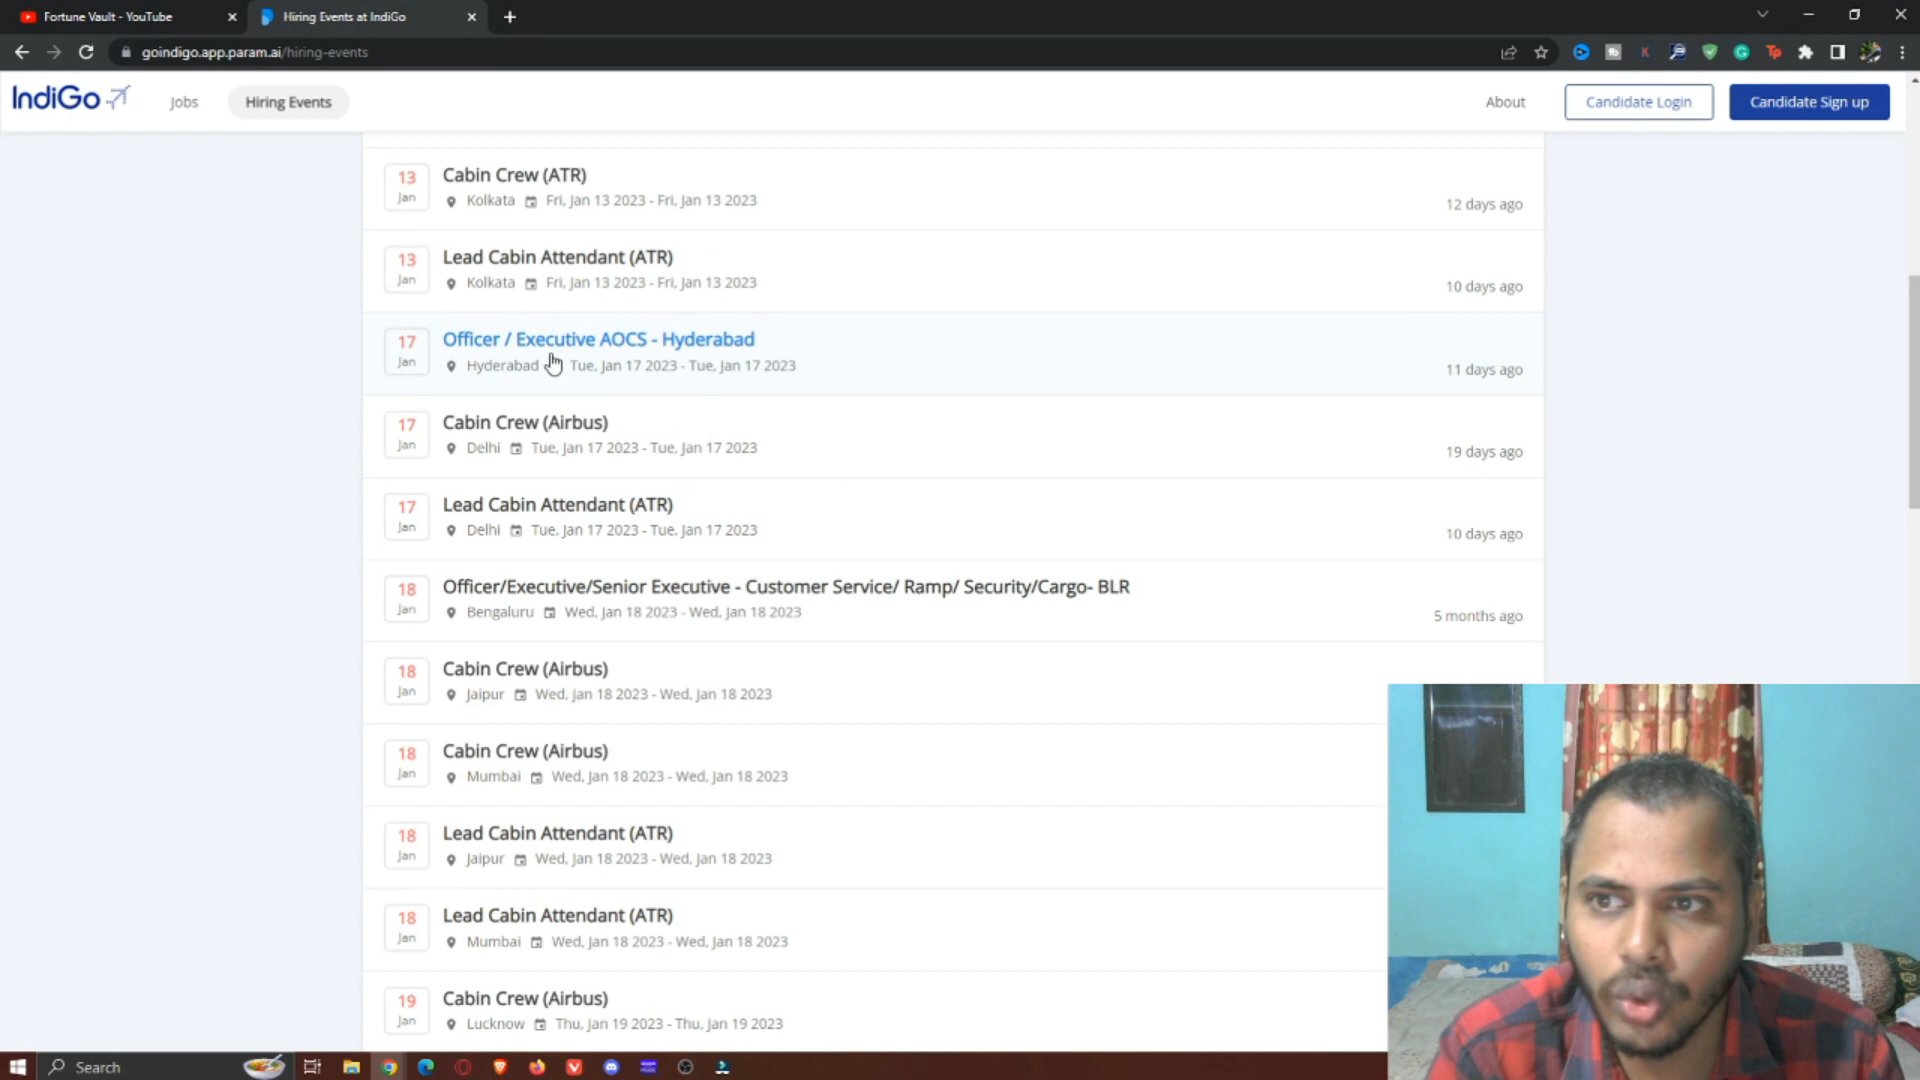 Fortune Vault - YouTube
Hiring Events at IndiGo
goindigo.app.param.ai/hiring-events
IndiGo
Jobs
Hiring Events
About
Candidate Login
Candidate Sign up
13 Jan
Cabin Crew (ATR)
Kolkata Fri, Jan 13 2023 - Fri, Jan 13 2023
12 days ago
13 Jan
Lead Cabin Attendant (ATR)
Kolkata Fri, Jan 13 2023 - Fri, Jan 13 2023
10 days ago
17 Jan
Officer / Executive AOCS - Hyderabad
Hyderabad Tue, Jan 17 2023 - Tue, Jan 17 2023
11 days ago
17 Jan
Cabin Crew (Airbus)
Delhi Tue, Jan 17 2023 - Tue, Jan 17 2023
19 days ago
17 Jan
Lead Cabin Attendant (ATR)
Delhi Tue, Jan 17 2023 - Tue, Jan 17 2023
10 days ago
18 Jan
Officer/Executive/Senior Executive - Customer Service/ Ramp/ Security/Cargo- BLR
Bengaluru Wed, Jan 18 2023 - Wed, Jan 18 2023
5 months ago
18 Jan
Cabin Crew (Airbus)
Jaipur Wed, Jan 18 2023 - Wed, Jan 18 2023
18 Jan
Cabin Crew (Airbus)
Mumbai Wed, Jan 18 2023 - Wed, Jan 18 2023
18 Jan
Lead Cabin Attendant (ATR)
Jaipur Wed, Jan 18 2023 - Wed, Jan 18 2023
18 Jan
Lead Cabin Attendant (ATR)
Mumbai Wed, Jan 18 2023 - Wed, Jan 18 2023
19 Jan
Cabin Crew (Airbus)
Lucknow Thu, Jan 19 2023 - Thu, Jan 19 2023
Search